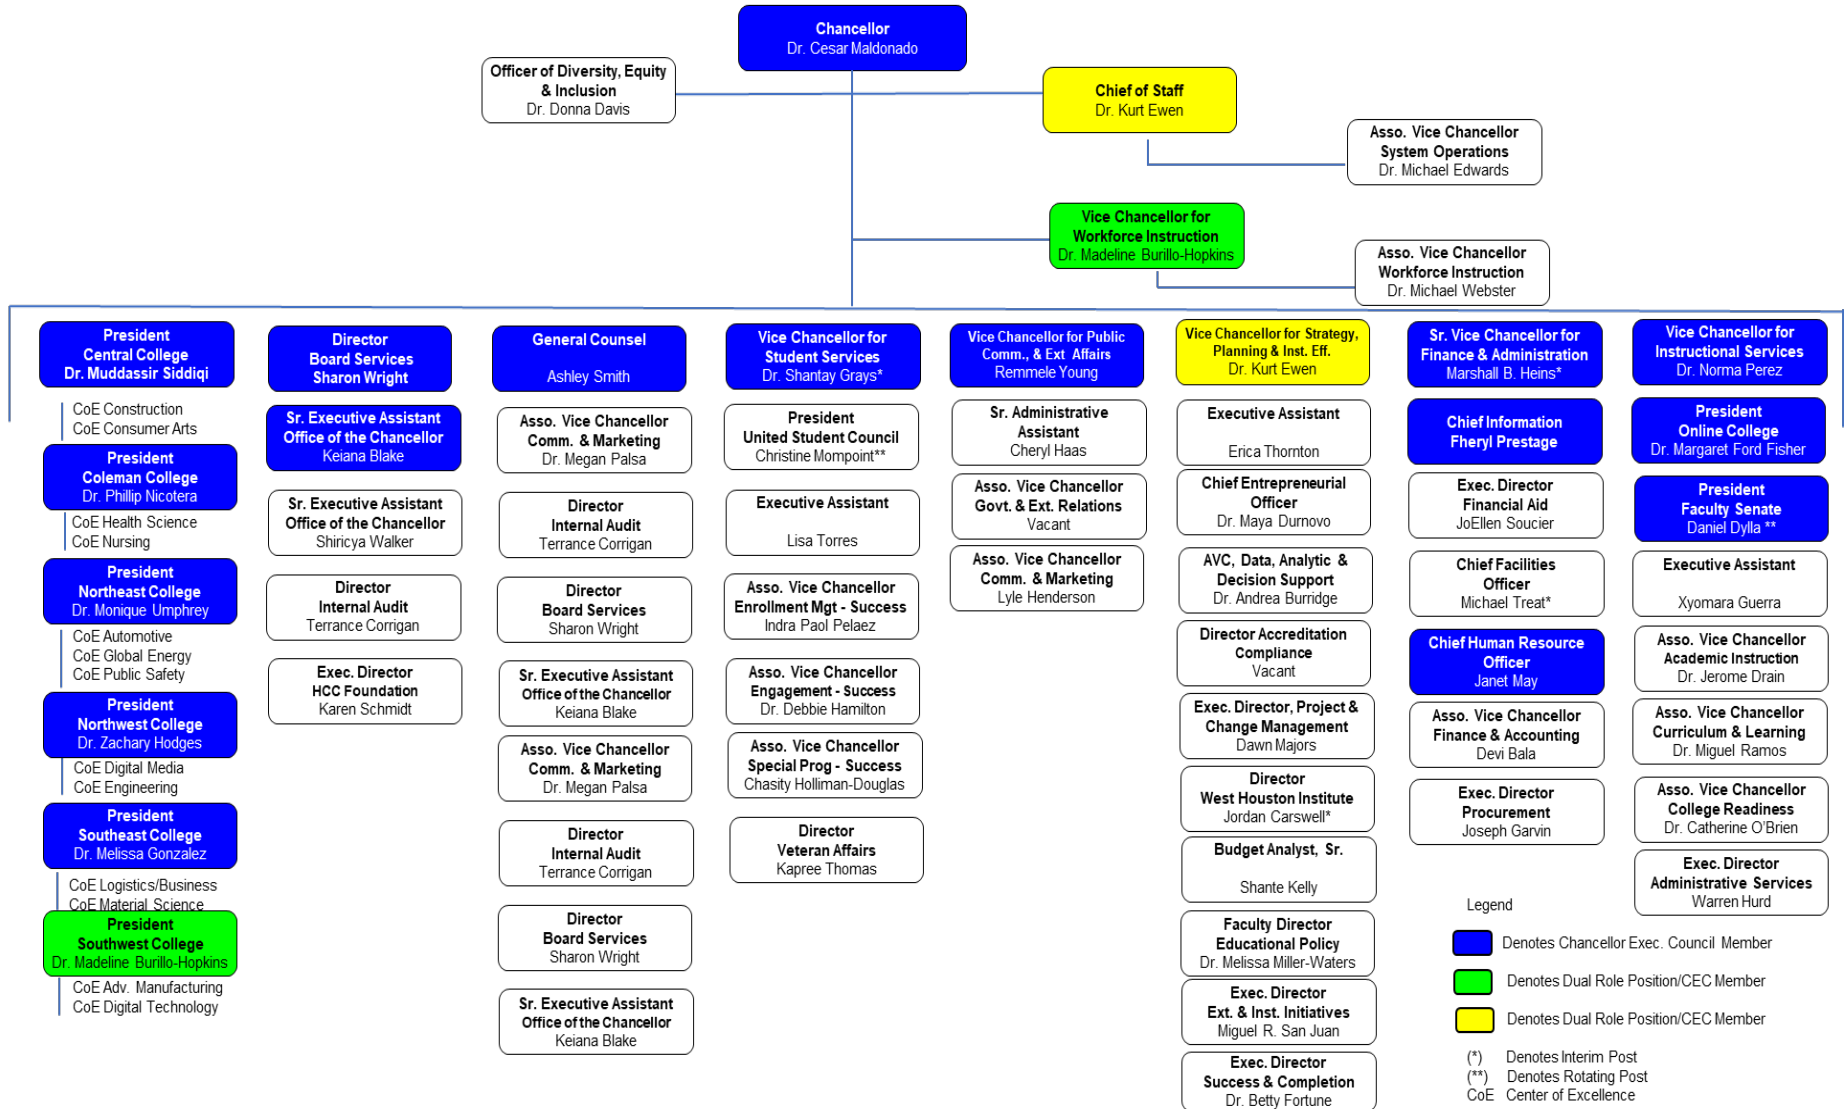 Chancellor
Dr. Cesar Maldonado
Officer of Diversity, Equity
& Inclusion
Dr. Donna Davis
Chief of Staff
Dr. Kurt Ewen
Asso. Vice Chancellor
System Operations
Dr. Michael Edwards
Vice Chancellor for
Workforce Instruction
Dr. Madeline Burillo-Hopkins
Asso. Vice Chancellor
Workforce Instruction
Dr. Michael Webster
President
Central College
Dr. Muddassir Siddiqi
CoE Construction
CoE Consumer Arts
President
Coleman College
Dr. Phillip Nicotera
CoE Health Science
CoE Nursing
President
Northeast College
Dr. Monique Umphrey
CoE Automotive
CoE Global Energy
CoE Public Safety
President
Northwest College
Dr. Zachary Hodges
CoE Digital Media
CoE Engineering
President
Southeast College
Dr. Melissa Gonzalez
CoE Logistics/Business
CoE Material Science
President
Southwest College
Dr. Madeline Burillo-Hopkins
CoE Adv. Manufacturing
CoE Digital Technology
Director
Board Services
Sharon Wright
Sr. Executive Assistant
Office of the Chancellor
Keiana Blake
Sr. Executive Assistant
Office of the Chancellor
Shiricya Walker
Director
Internal Audit
Terrance Corrigan
Exec. Director
HCC Foundation
Karen Schmidt
General Counsel
Ashley Smith
Asso. Vice Chancellor
Comm. & Marketing
Dr. Megan Palsa
Director
Internal Audit
Terrance Corrigan
Director
Board Services
Sharon Wright
Sr. Executive Assistant
Office of the Chancellor
Keiana Blake
Asso. Vice Chancellor
Comm. & Marketing
Dr. Megan Palsa
Director
Internal Audit
Terrance Corrigan
Director
Board Services
Sharon Wright
Sr. Executive Assistant
Office of the Chancellor
Keiana Blake
Vice Chancellor for
Student Services
Dr. Shantay Grays*
President
United Student Council
Christine Mompoint**
Executive Assistant
Lisa Torres
Asso. Vice Chancellor
Enrollment Mgt - Success
Indra Paol Pelaez
Asso. Vice Chancellor
Engagement - Success
Dr. Debbie Hamilton
Asso. Vice Chancellor
Special Prog - Success
Chasity Holliman-Douglas
Director
Veteran Affairs
Kapree Thomas
Vice Chancellor for Public
Comm., & Ext Affairs
Remmele Young
Sr. Administrative
Assistant
Cheryl Haas
Asso. Vice Chancellor
Govt. & Ext. Relations
Vacant
Asso. Vice Chancellor
Comm. & Marketing
Lyle Henderson
Vice Chancellor for Strategy,
Planning & Inst. Eff.
Dr. Kurt Ewen
Executive Assistant
Erica Thornton
Chief Entrepreneurial
Officer
Dr. Maya Durnovo
AVC, Data, Analytic &
Decision Support
Dr. Andrea Burridge
Director Accreditation
Compliance
Vacant
Exec. Director, Project &
Change Management
Dawn Majors
Director
West Houston Institute
Jordan Carswell*
Budget Analyst, Sr.
Shante Kelly
Faculty Director
Educational Policy
Dr. Melissa Miller-Waters
Exec. Director
Ext. & Inst. Initiatives
Miguel R. San Juan
Exec. Director
Success & Completion
Dr. Betty Fortune
Sr. Vice Chancellor for
Finance & Administration
Marshall B. Heins*
Chief Information
Fheryl Prestage
Exec. Director
Financial Aid
JoEllen Soucier
Chief Facilities
Officer
Michael Treat*
Chief Human Resource
Officer
Janet May
Asso. Vice Chancellor
Finance & Accounting
Devi Bala
Exec. Director
Procurement
Joseph Garvin
Vice Chancellor for
Instructional Services
Dr. Norma Perez
President
Online College
Dr. Margaret Ford Fisher
President
Faculty Senate
Daniel Dylla **
Executive Assistant
Xyomara Guerra
Asso. Vice Chancellor
Academic Instruction
Dr. Jerome Drain
Asso. Vice Chancellor
Curriculum & Learning
Dr. Miguel Ramos
Asso. Vice Chancellor
College Readiness
Dr. Catherine O'Brien
Exec. Director
Administrative Services
Warren Hurd
Legend
Denotes Chancellor Exec. Council Member
Denotes Dual Role Position/CEC Member
Denotes Dual Role Position/CEC Member
(*) Denotes Interim Post
(**) Denotes Rotating Post
CoE Center of Excellence